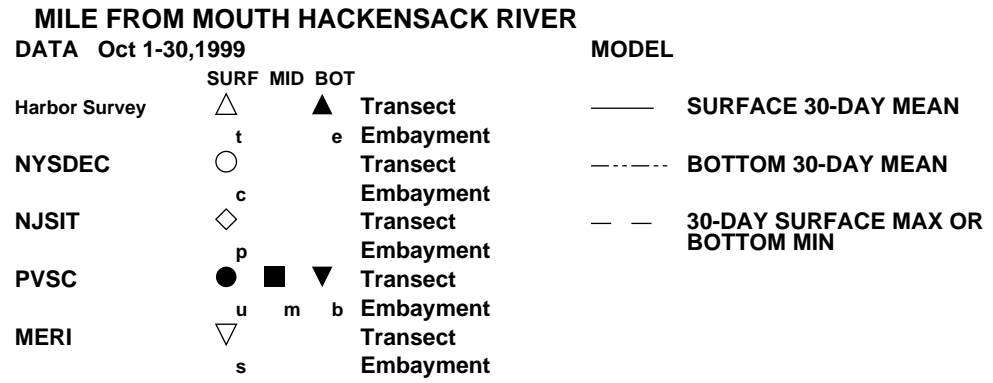 MILE FROM MOUTH HACKENSACK RIVER
DATA Oct 1-30,1999 MODEL
SURF MID BOT
Harbor Survey Transect SURFACE 30-DAY MEAN
t e Embayment
NYSDEC Transect BOTTOM 30-DAY MEAN
c Embayment
NJSIT Transect 30-DAY SURFACE MAX OR
BOTTOM MIN
p Embayment
PVSC Transect
u m b Embayment
MERI Transect
s Embayment